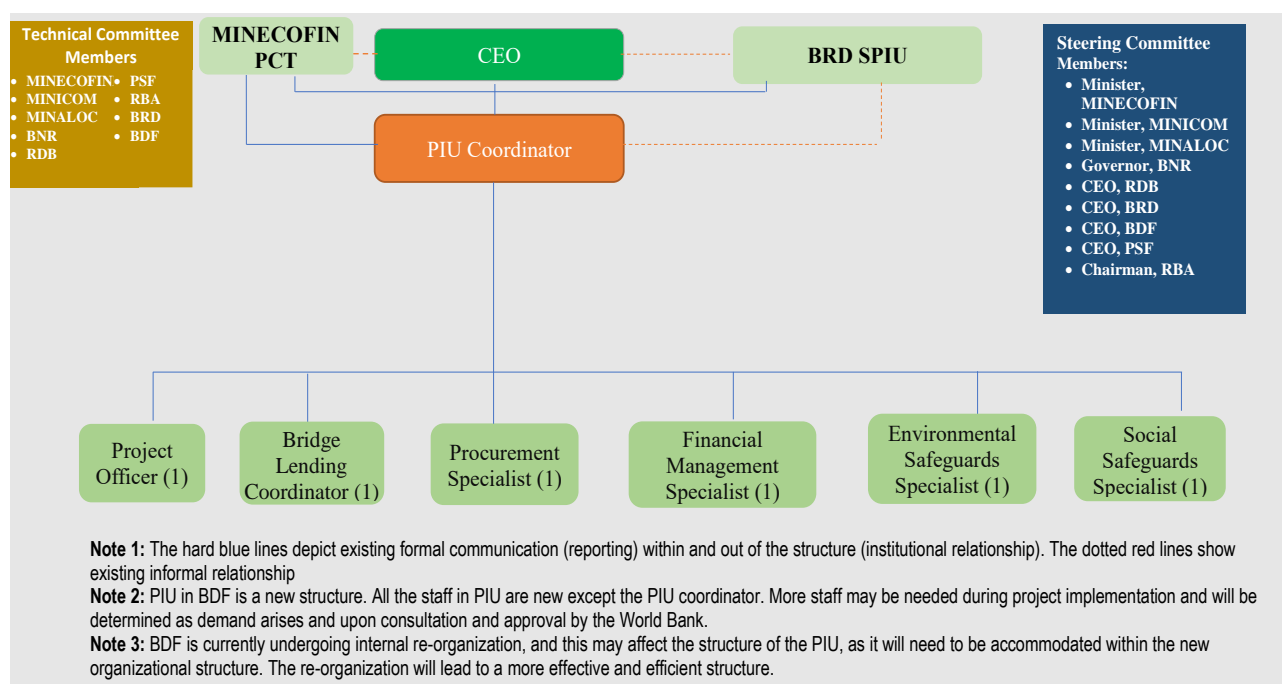 Technical Committee
Members
• MINECOFIN
• MINICOM
• MINALOC
• BNR
• RDB
• PSF
• RBA
• BRD
• BDF
MINECOFIN
PCT
CEO
BRD SPIU
Steering Committee
Members:
• Minister,
MINECOFIN
• Minister, MINICOM
• Minister, MINALOC
• Governor, BNR
• CEO, RDB
• CEO, BRD
• CEO, BDF
• CEO, PSF
• Chairman, RBA
PIU Coordinator
Project
Officer (1)
Bridge
Lending
Coordinator (1)
Procurement
Specialist (1)
Financial
Management
Specialist (1)
Environmental
Safeguards
Specialist (1)
Social
Safeguards
Specialist (1)
Note 1: The hard blue lines depict existing formal communication (reporting) within and out of the structure (institutional relationship). The dotted red lines show
existing informal relationship
Note 2: PIU in BDF is a new structure. All the staff in PIU are new except the PIU coordinator. More staff may be needed during project implementation and will be
determined as demand arises and upon consultation and approval by the World Bank.
Note 3: BDF is currently undergoing internal re-organization, and this may affect the structure of the PIU, as it will need to be accommodated within the new
organizational structure. The re-organization will lead to a more effective and efficient structure.